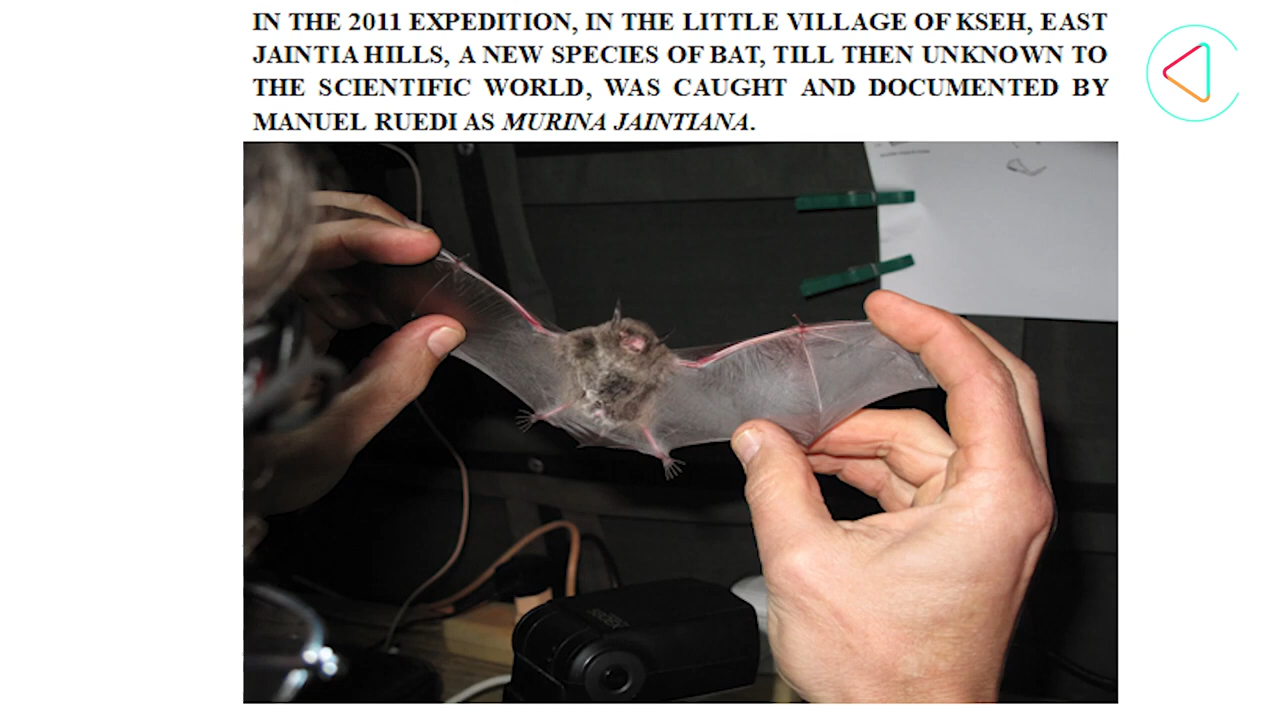 IN THE 2011 EXPEDITION, IN THE LITTLE VILLAGE OF KSEH, EAST
JAINTIA HILLS, A NEW SPECIES OF BAT, TILL THEN UNKNOWN TO
THE SCIENTIFIC WORLD, WAS CAUGHT AND DOCUMENTED BY
MANUEL RUEDI AS MURINA JAINTIANA.